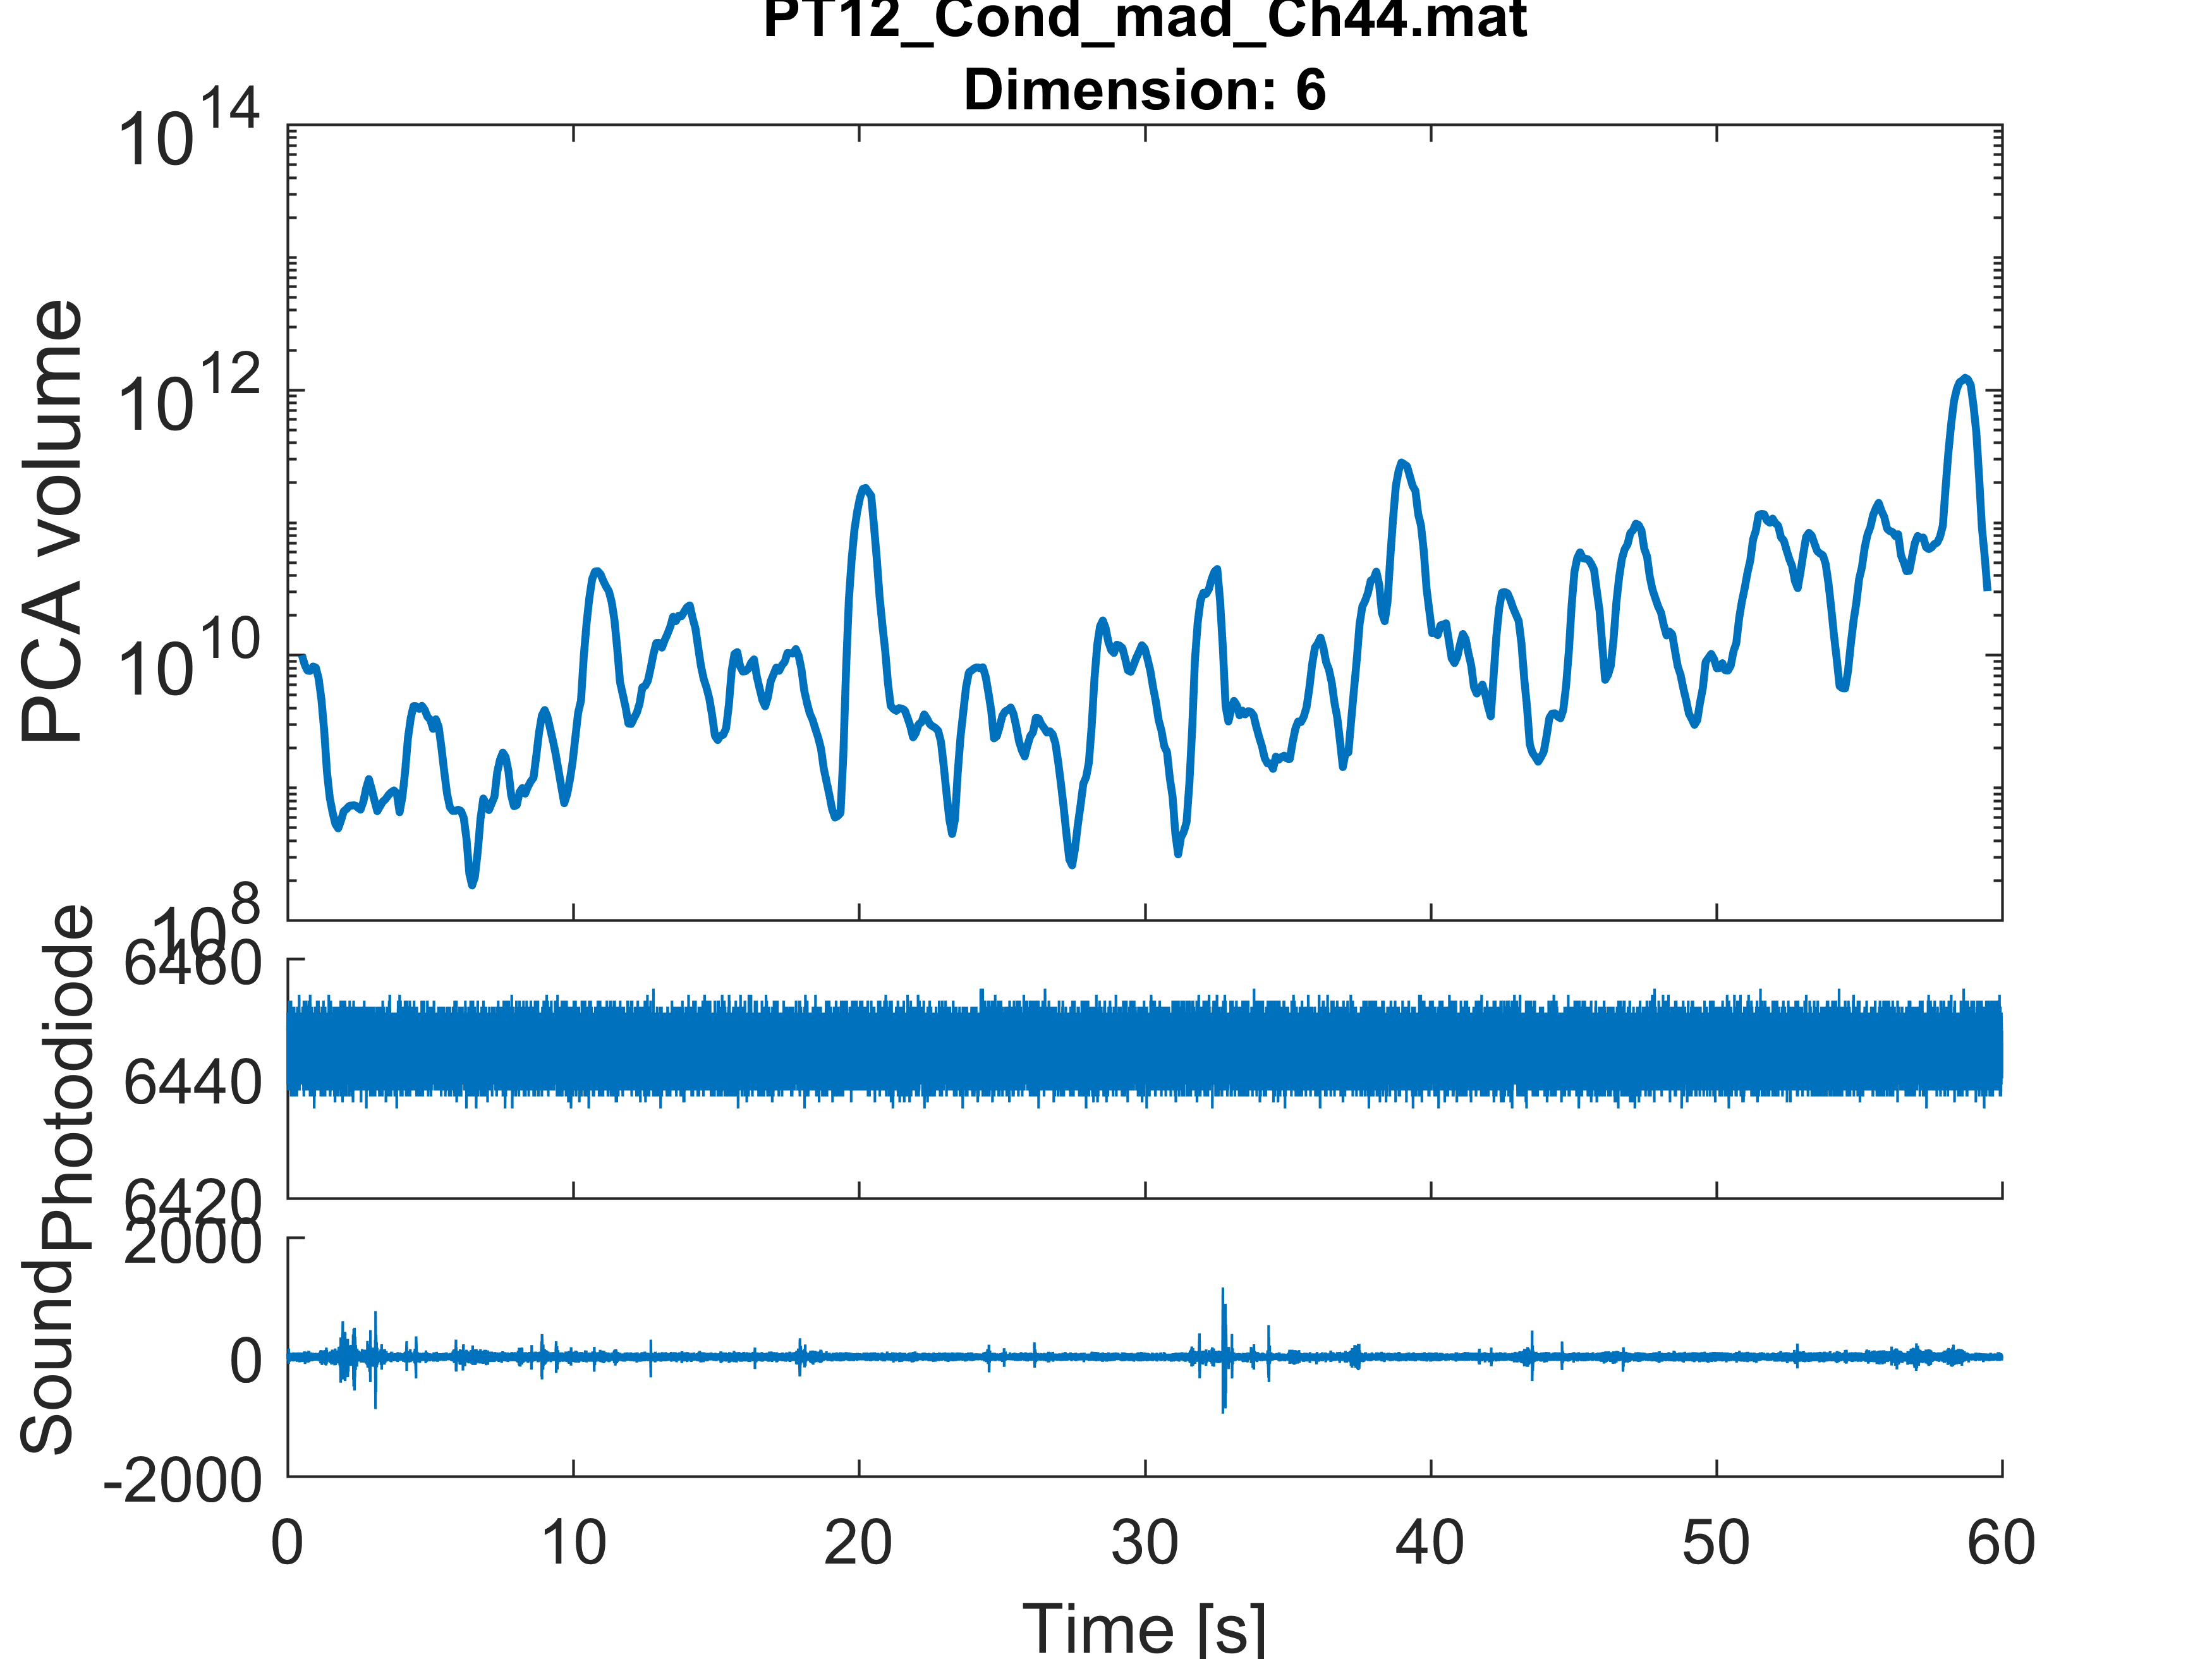 PT12_Cond_mad_Ch44.mat
Dimension: 6
PCA volume
10^14
10^12
10^10
10^8
Photodiode
6460
6440
6420
Sound
2000
0
-2000
0 10 20 30 40 50 60
Time [s]